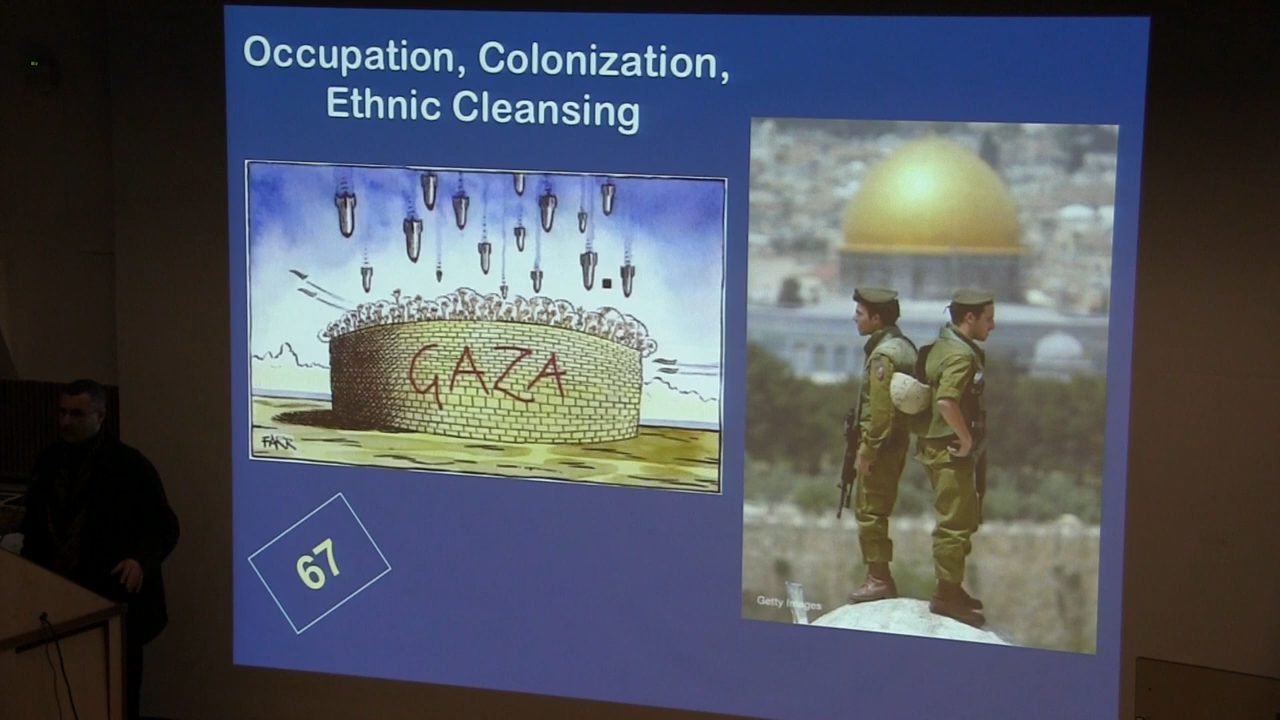 Occupation, Colonization,
Ethnic Cleansing
GAZA
FARR
67
Getty Images